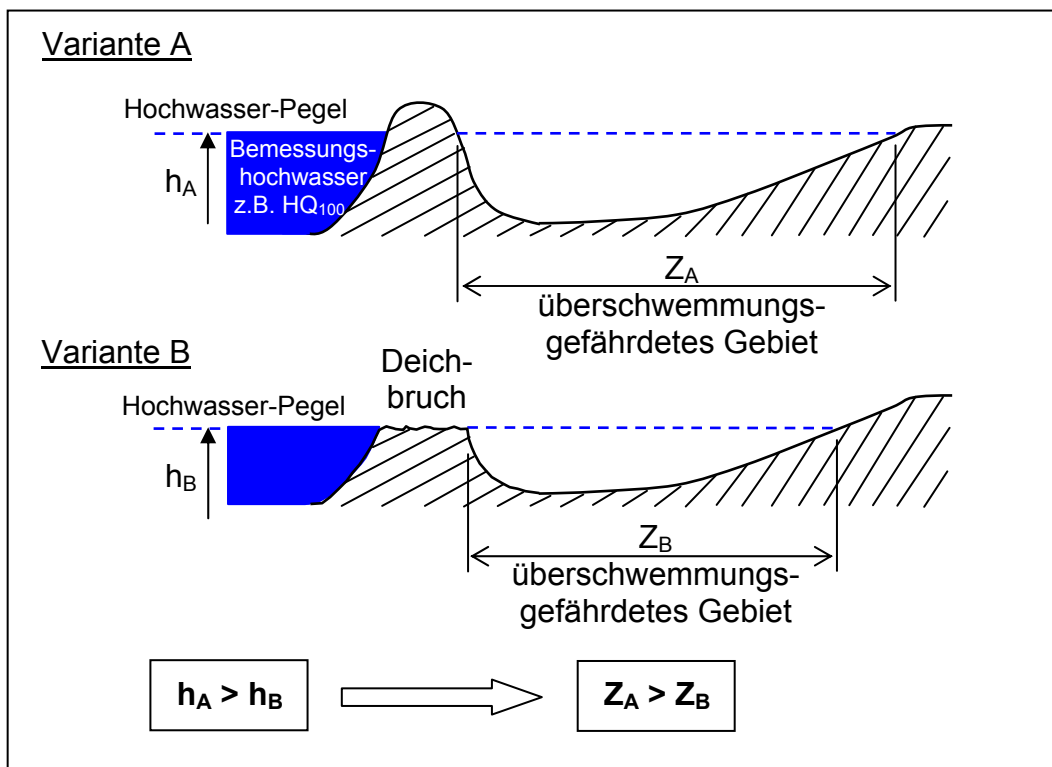 Variante A
Hochwasser-Pegel
hA
Bemessungs-
hochwasser
z.B. HQ100
ZA
überschwemmungs-
gefährdetes Gebiet
Variante B
Deich-
bruch
Hochwasser-Pegel
hB
ZB
überschwemmungs-
gefährdetes Gebiet
hA > hB
ZA > ZB